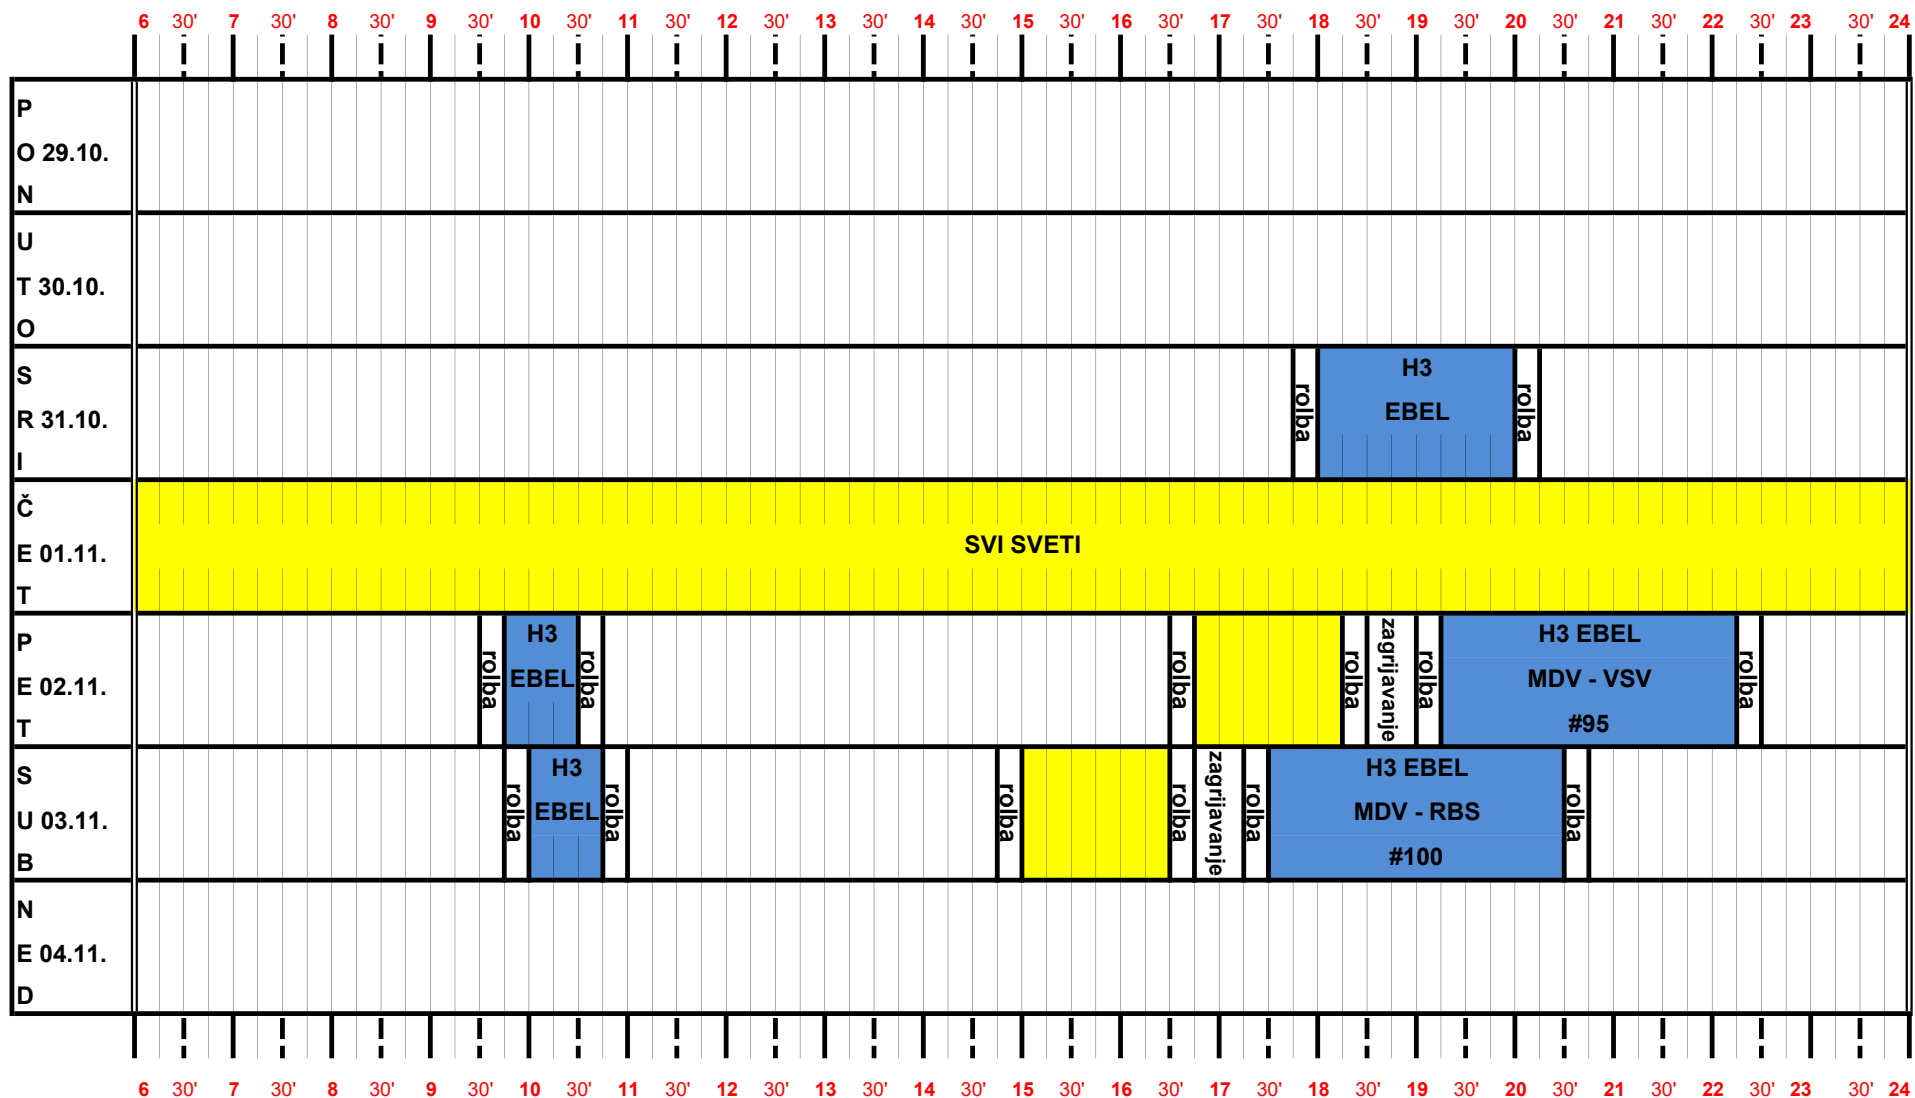 6 30' 7 30' 8 30' 9 30' 10 30' 11 30' 12 30' 13 30' 14 30' 15 30' 16 30' 17 30' 18 30' 19 30' 20 30' 21 30' 22 30' 23 30' 24
P
O 29.10.
N
U
T 30.10.
O
S
R 31.10.
I
rolba
H3
EBEL
rolba
Č
E 01.11.
T
SVI SVETI
P
E 02.11.
T
rolba
H3
EBEL
rolba
rolba
rolba
zagrijavanje
rolba
H3 EBEL
MDV - VSV
#95
rolba
S
U 03.11.
B
rolba
H3
EBEL
rolba
rolba
rolba
zagrijavanje
rolba
H3 EBEL
MDV - RBS
#100
rolba
N
E 04.11.
D
6 30' 7 30' 8 30' 9 30' 10 30' 11 30' 12 30' 13 30' 14 30' 15 30' 16 30' 17 30' 18 30' 19 30' 20 30' 21 30' 22 30' 23 30' 24